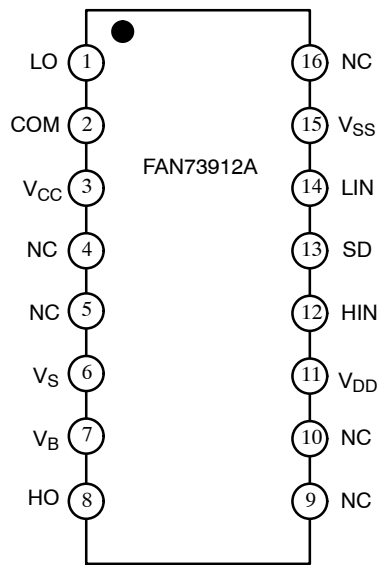 LO 1 16 NC
COM 2 15 VSS
FAN73912A
VCC 3 14 LIN
NC 4 13 SD
NC 5 12 HIN
VS 6 11 VDD
VB 7 10 NC
HO 8 9 NC